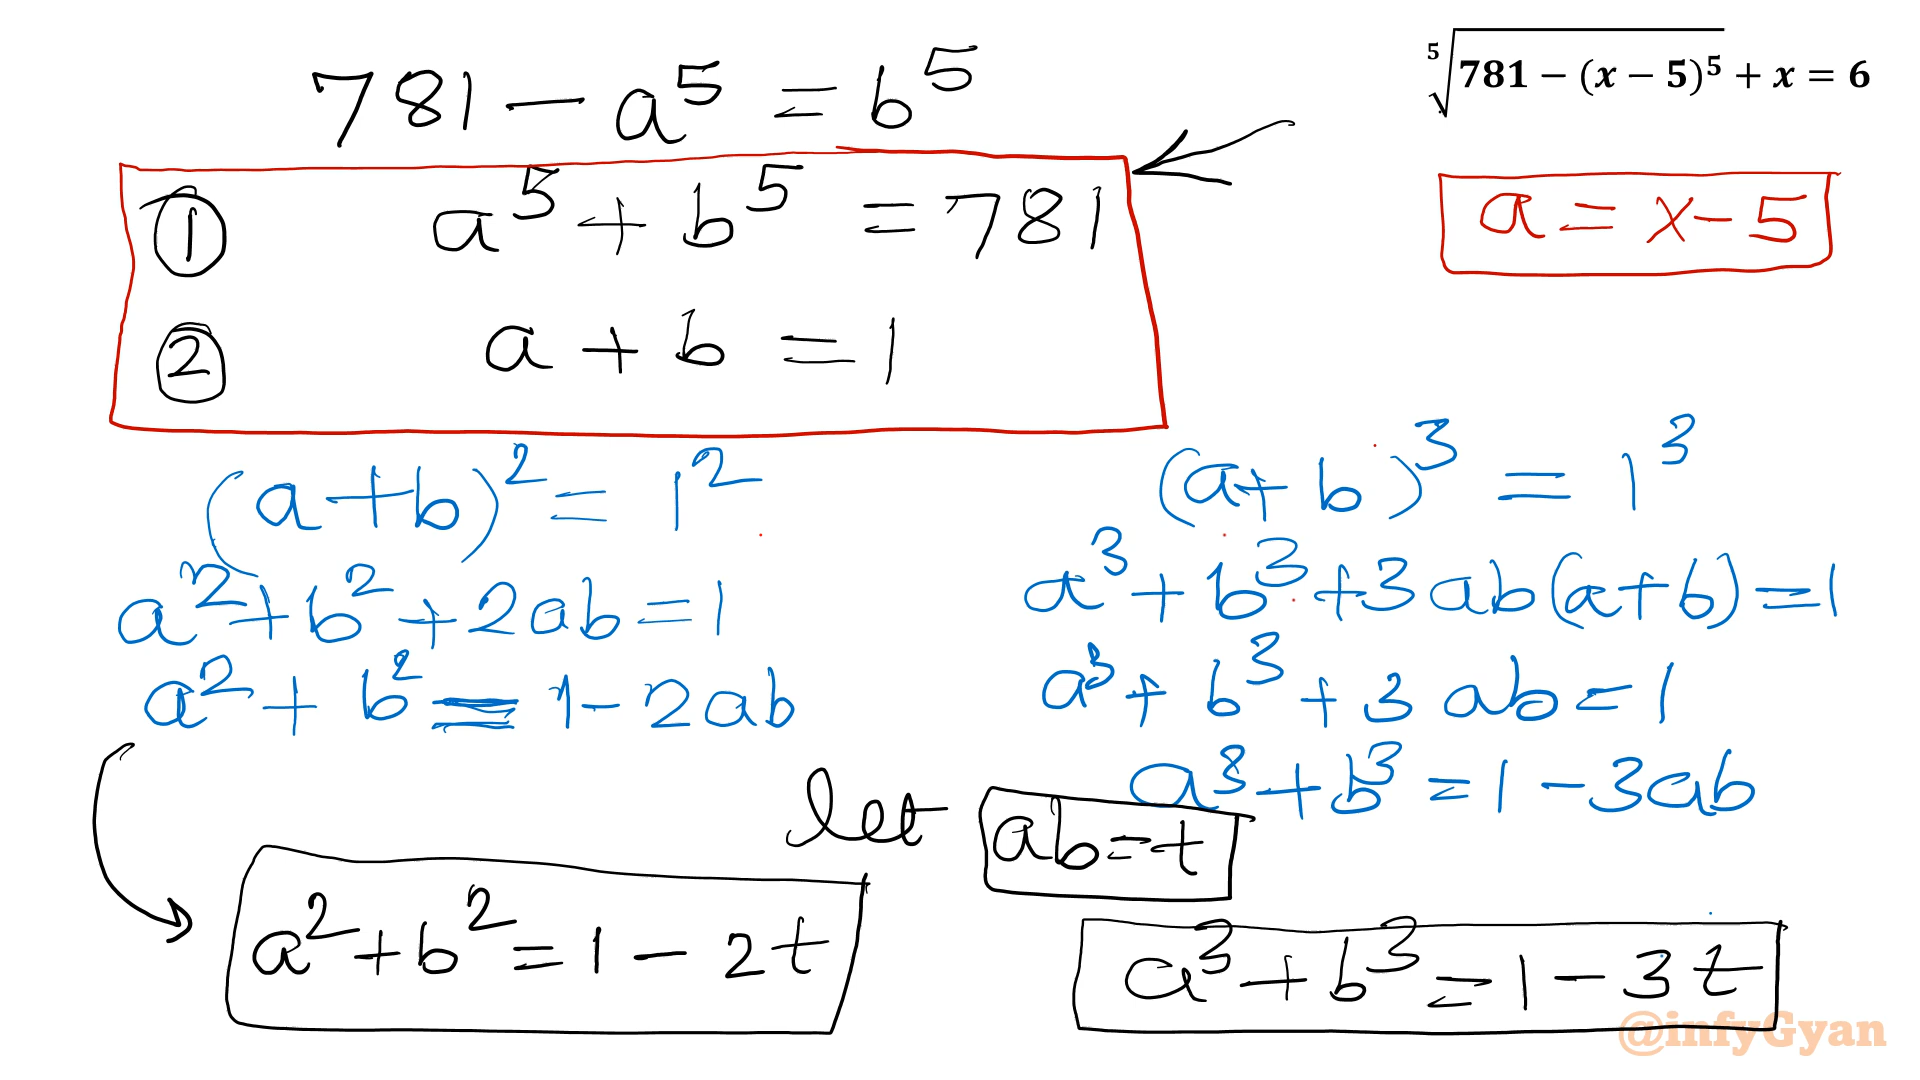 781 − a⁵ = b⁵
⁵√781 − (x − 5)⁵ + x = 6
① a⁵ + b⁵ = 781
a = x − 5
② a + b = 1
(a+b)² = 1²
a² + b² + 2ab = 1
a² + b² = 1 − 2ab
(a+b)³ = 1³
a³ + b³ + 3ab(a+b) = 1
a³ + b³ + 3ab = 1
a³ + b³ = 1 − 3ab
let ab = t
a² + b² = 1 − 2t
a³ + b³ = 1 − 3t
@infyGyan